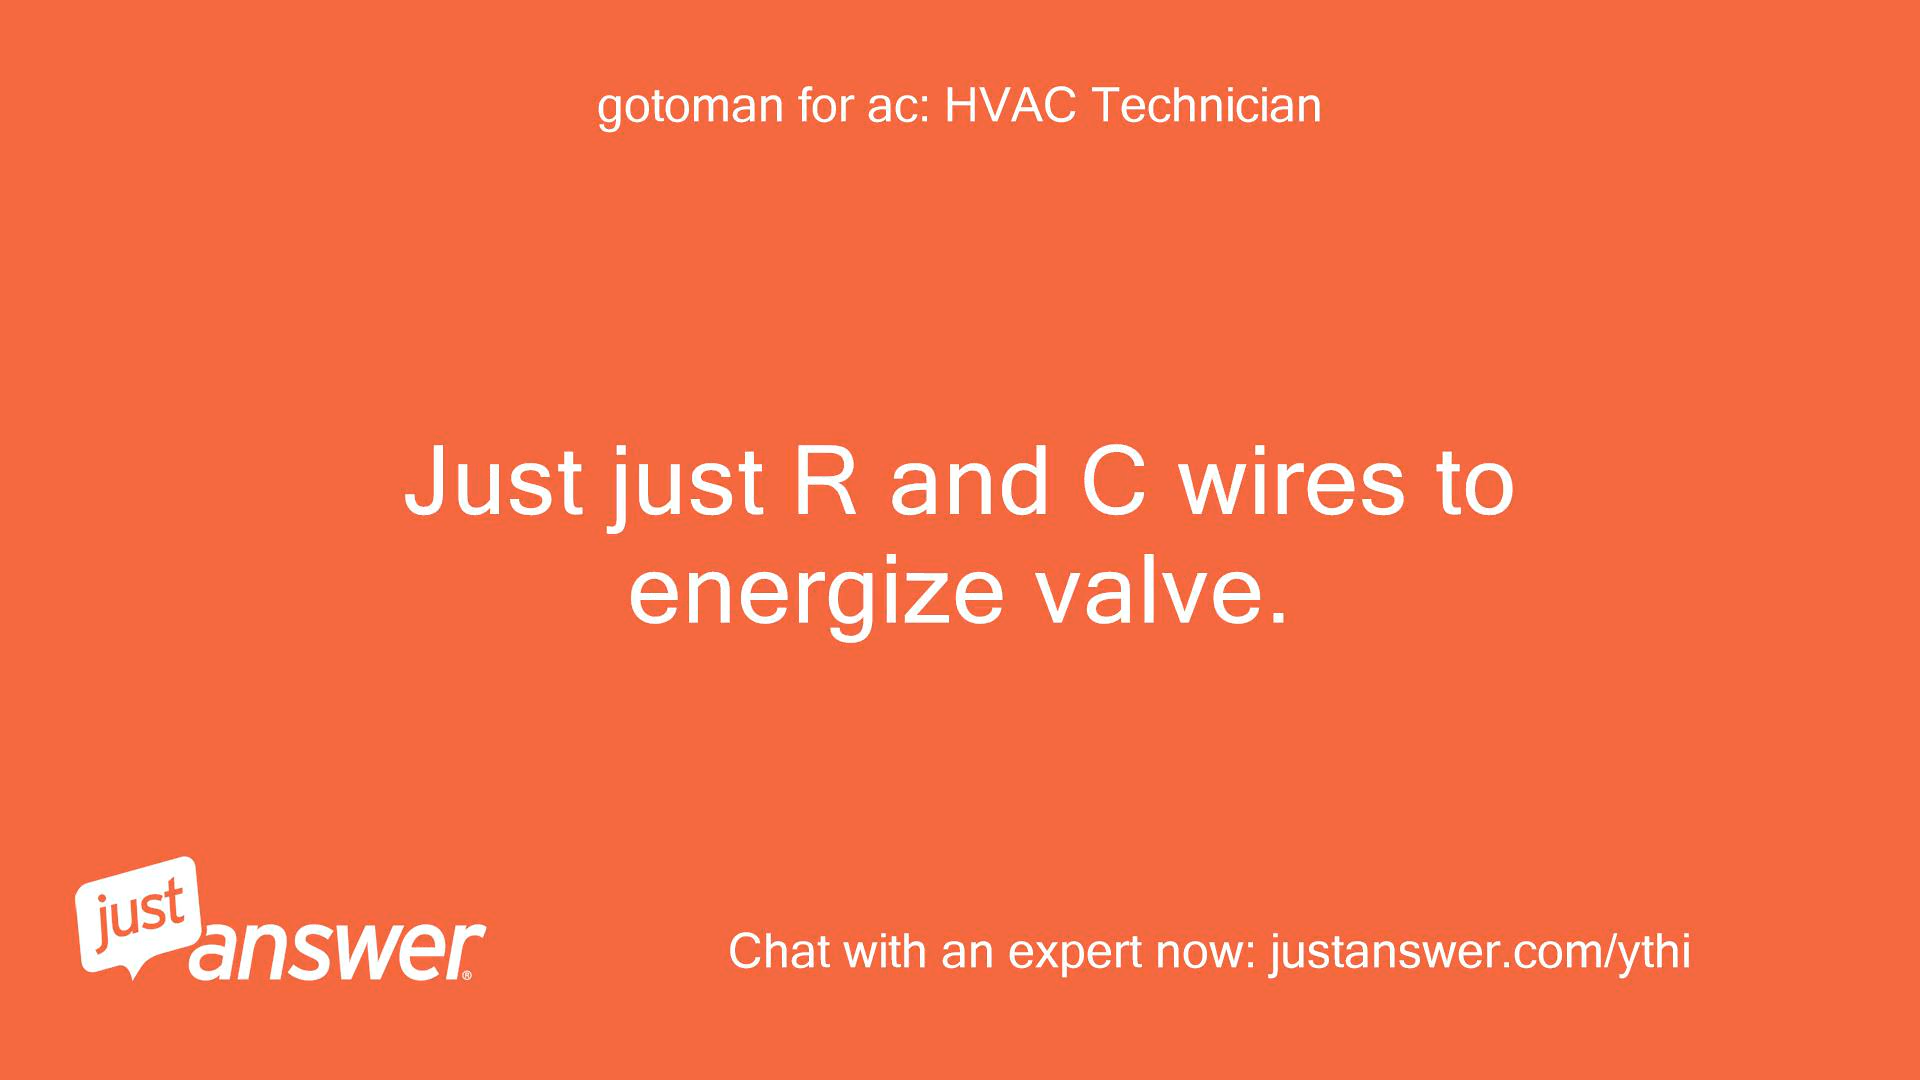 gotoman for ac: HVAC Technician
Just just R and C wires to
energize valve.
just
answer®
Chat with an expert now: justanswer.com/ythi